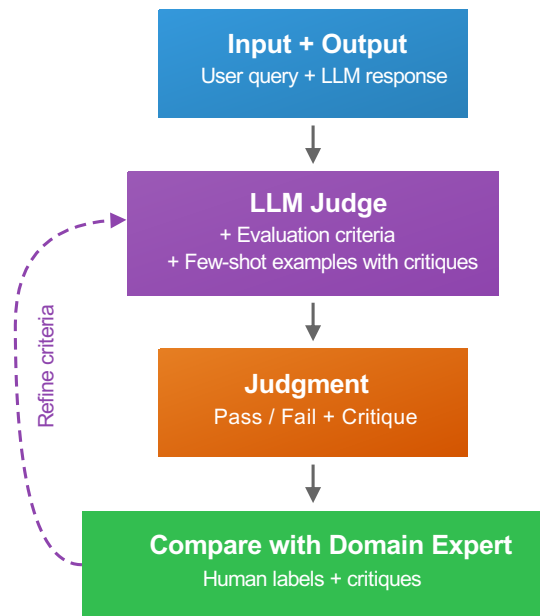 Input + Output
User query + LLM response
LLM Judge
+ Evaluation criteria
+ Few-shot examples with critiques
Refine criteria
Judgment
Pass / Fail + Critique
Compare with Domain Expert
Human labels + critiques